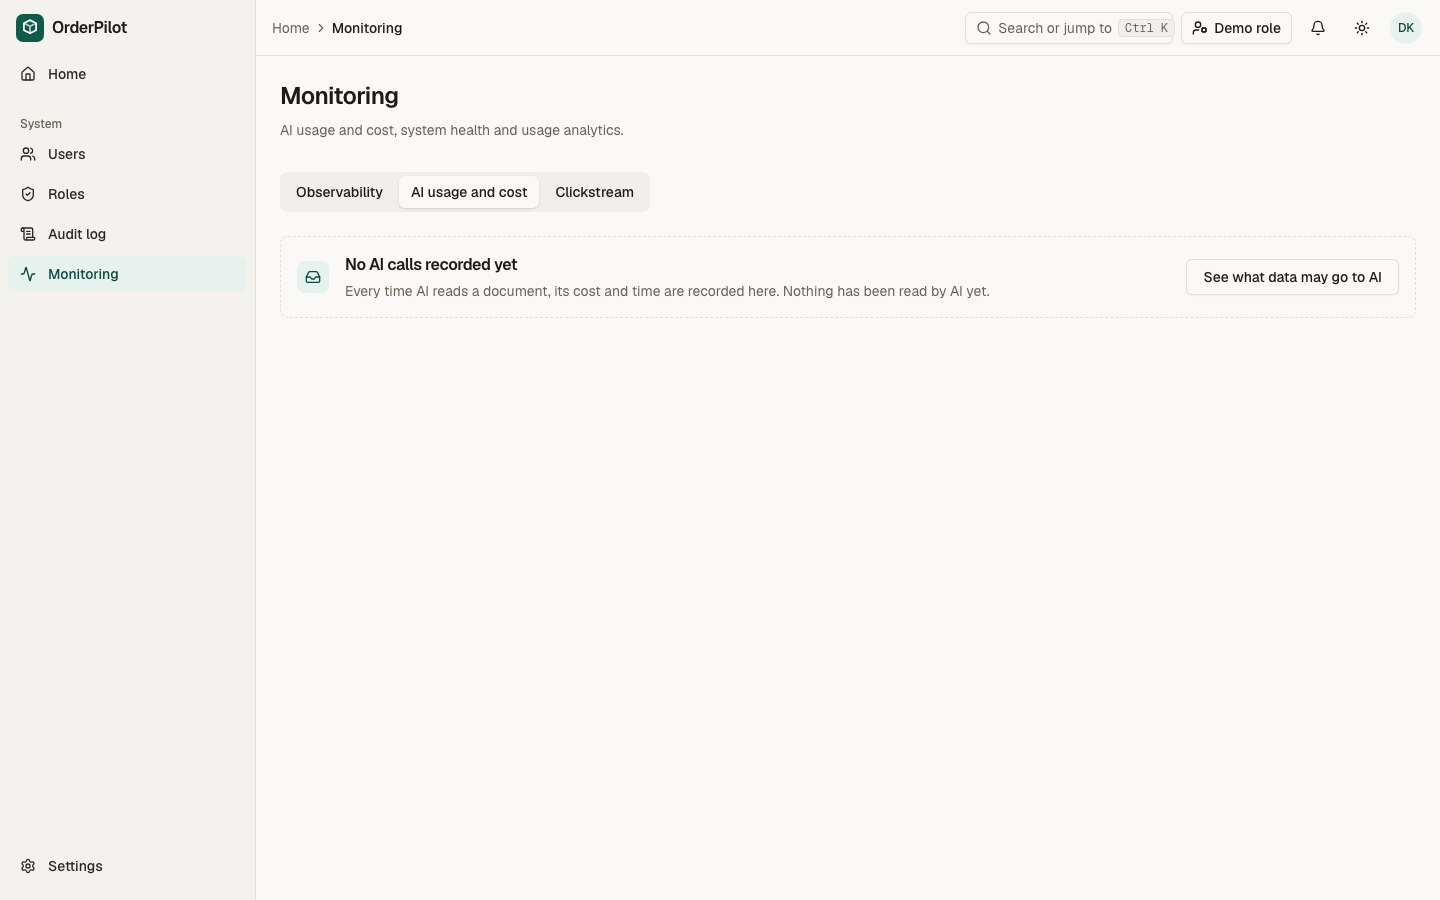 OrderPilot
Home
System
Users
Roles
Audit log
Monitoring
Settings
Home > Monitoring
Search or jump to Ctrl K
Demo role
DK
Monitoring
AI usage and cost, system health and usage analytics.
Observability
AI usage and cost
Clickstream
No AI calls recorded yet
Every time AI reads a document, its cost and time are recorded here. Nothing has been read by AI yet.
See what data may go to AI